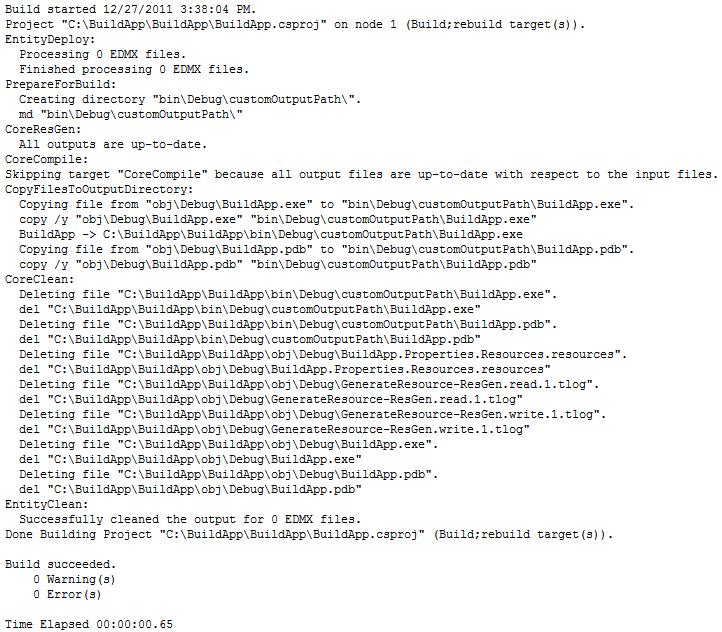 Build started 12/27/2011 3:38:04 PM.
Project "C:\BuildApp\BuildApp\BuildApp.csproj" on node 1 (Build;rebuild target(s)).
EntityDeploy:
  Processing 0 EDMX files.
  Finished processing 0 EDMX files.
PrepareForBuild:
  Creating directory "bin\Debug\customOutputPath\".
  md "bin\Debug\customOutputPath\"
CoreResGen:
  All outputs are up-to-date.
CoreCompile:
Skipping target "CoreCompile" because all output files are up-to-date with respect to the input files.
CopyFilesToOutputDirectory:
  Copying file from "obj\Debug\BuildApp.exe" to "bin\Debug\customOutputPath\BuildApp.exe".
  copy /y "obj\Debug\BuildApp.exe" "bin\Debug\customOutputPath\BuildApp.exe"
  BuildApp -> C:\BuildApp\BuildApp\bin\Debug\customOutputPath\BuildApp.exe
  Copying file from "obj\Debug\BuildApp.pdb" to "bin\Debug\customOutputPath\BuildApp.pdb".
  copy /y "obj\Debug\BuildApp.pdb" "bin\Debug\customOutputPath\BuildApp.pdb"
CoreClean:
  Deleting file "C:\BuildApp\BuildApp\bin\Debug\customOutputPath\BuildApp.exe".
  del "C:\BuildApp\BuildApp\bin\Debug\customOutputPath\BuildApp.exe"
  Deleting file "C:\BuildApp\BuildApp\bin\Debug\customOutputPath\BuildApp.pdb".
  del "C:\BuildApp\BuildApp\bin\Debug\customOutputPath\BuildApp.pdb"
  Deleting file "C:\BuildApp\BuildApp\obj\Debug\BuildApp.Properties.Resources.resources".
  del "C:\BuildApp\BuildApp\obj\Debug\BuildApp.Properties.Resources.resources"
  Deleting file "C:\BuildApp\BuildApp\obj\Debug\GenerateResource-ResGen.read.1.tlog".
  del "C:\BuildApp\BuildApp\obj\Debug\GenerateResource-ResGen.read.1.tlog"
  Deleting file "C:\BuildApp\BuildApp\obj\Debug\GenerateResource-ResGen.write.1.tlog".
  del "C:\BuildApp\BuildApp\obj\Debug\GenerateResource-ResGen.write.1.tlog"
  Deleting file "C:\BuildApp\BuildApp\obj\Debug\BuildApp.exe".
  del "C:\BuildApp\BuildApp\obj\Debug\BuildApp.exe"
  Deleting file "C:\BuildApp\BuildApp\obj\Debug\BuildApp.pdb".
  del "C:\BuildApp\BuildApp\obj\Debug\BuildApp.pdb"
EntityClean:
  Successfully cleaned the output for 0 EDMX files.
Done Building Project "C:\BuildApp\BuildApp\BuildApp.csproj" (Build;rebuild target(s)).

Build succeeded.
    0 Warning(s)
    0 Error(s)

Time Elapsed 00:00:00.65